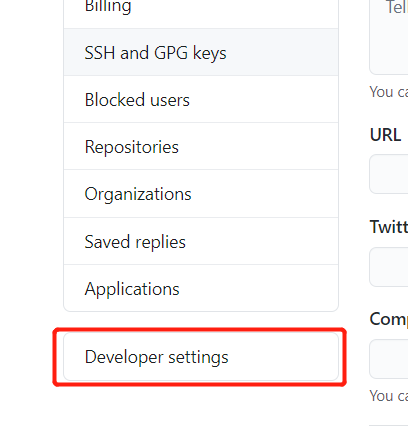 Billing
SSH and GPG keys
Blocked users
Repositories
Organizations
Saved replies
Applications
Developer settings
Tel
You ca
URL
Twitt
Comp
You ca